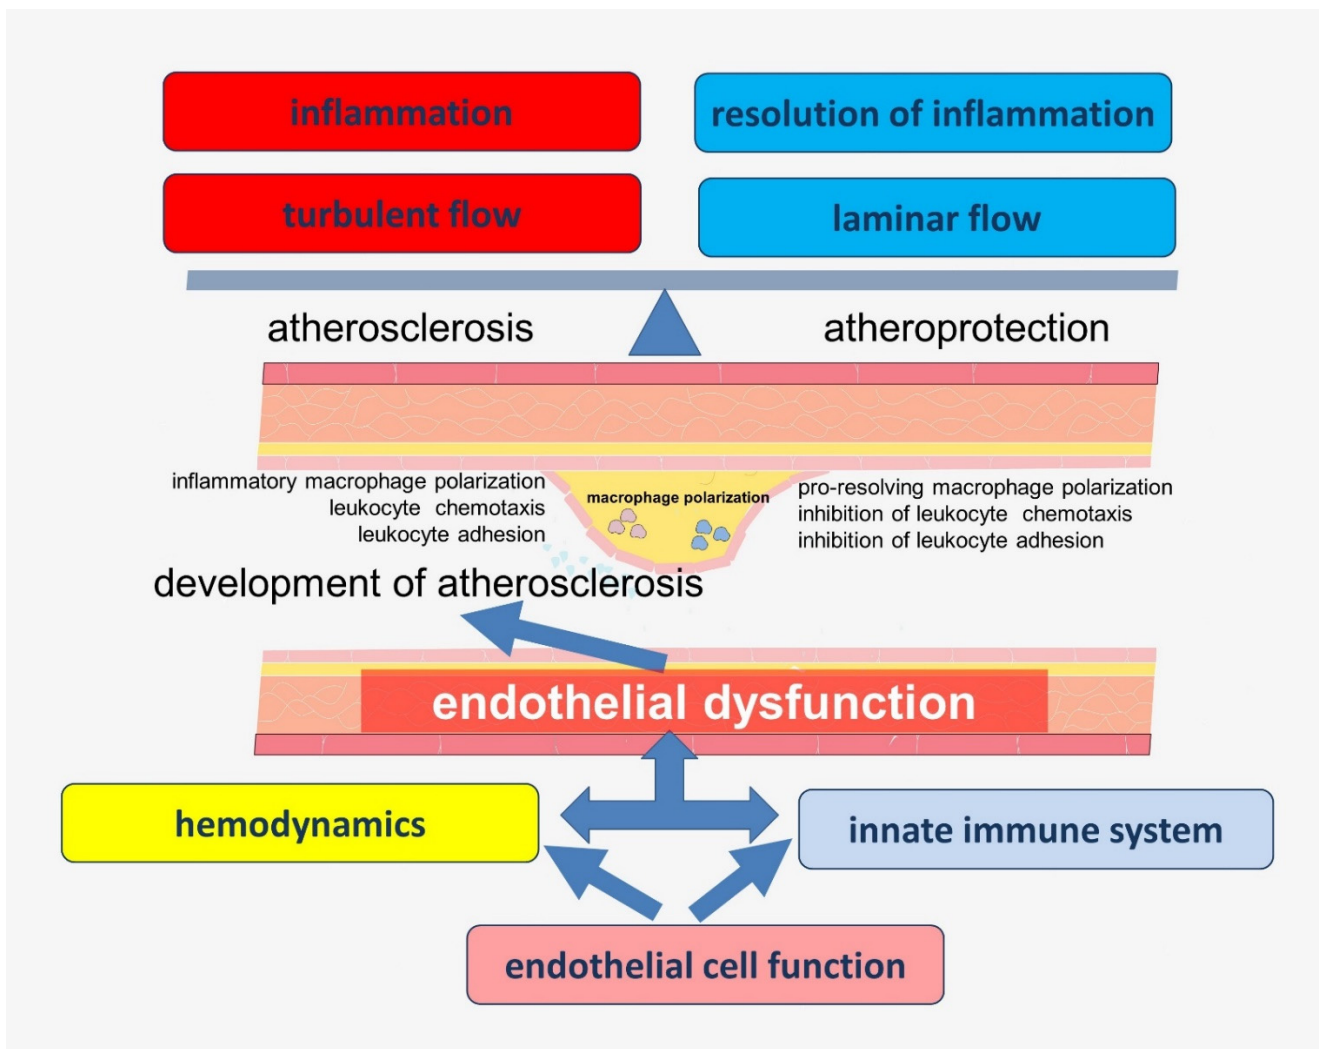 inflammation
resolution of inflammation
turbulent flow
laminar flow
atherosclerosis
atheroprotection
inflammatory macrophage polarization
leukocyte chemotaxis
leukocyte adhesion
macrophage polarization
pro-resolving macrophage polarization
inhibition of leukocyte chemotaxis
inhibition of leukocyte adhesion
development of atherosclerosis
endothelial dysfunction
hemodynamics
innate immune system
endothelial cell function